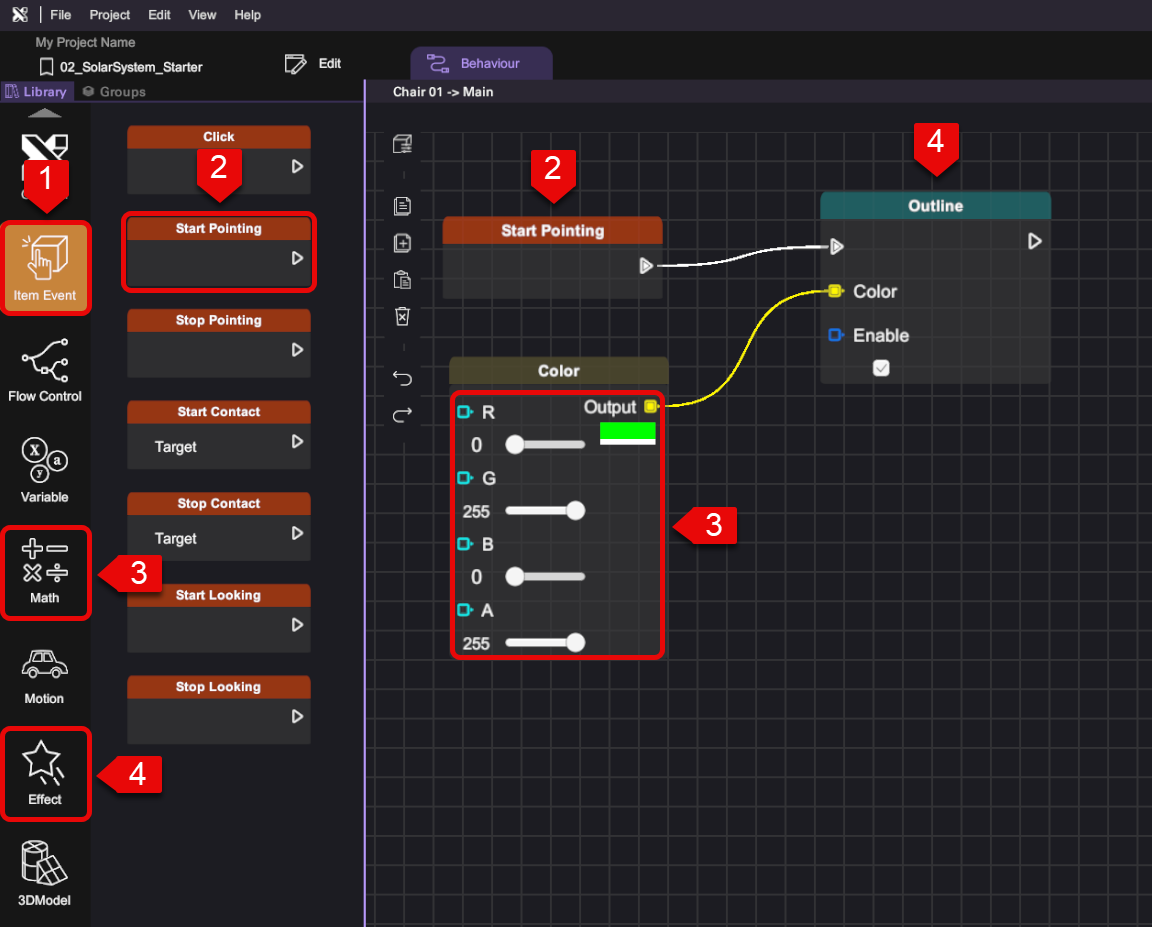 File Project Edit View Help
My Project Name
02_SolarSystem_Starter
Edit
Behaviour
Library
Groups
Chair 01 -> Main
1
Item Event
Flow Control
Variable
x
a
y
3
Math
Motion
4
Effect
3DModel
Click
2
Start Pointing
Stop Pointing
Start Contact
Target
Stop Contact
Target
Start Looking
Stop Looking
2
Start Pointing
4
Outline
Color
Enable
Color
Output
R
0
G
255
B
0
A
255
3